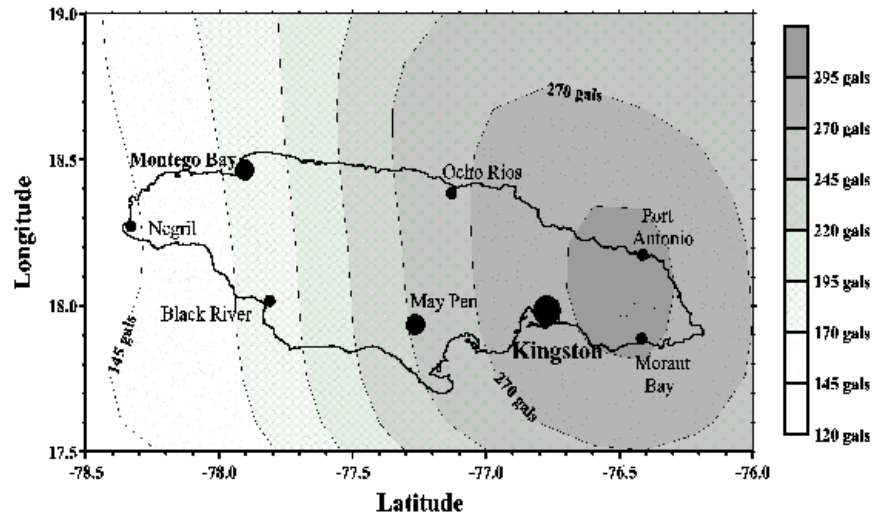 19.0
18.5
18.0
17.5
Longitude
-78.5
-78.0
-77.5
-77.0
-76.5
-76.0
Latitude
Montego Bay
Negril
Black River
Ocho Rios
May Pen
Kingston
Port
Antonio
Morant
Bay
145 gals
270 gals
270 gals
295 gals
270 gals
245 gals
220 gals
195 gals
170 gals
145 gals
120 gals